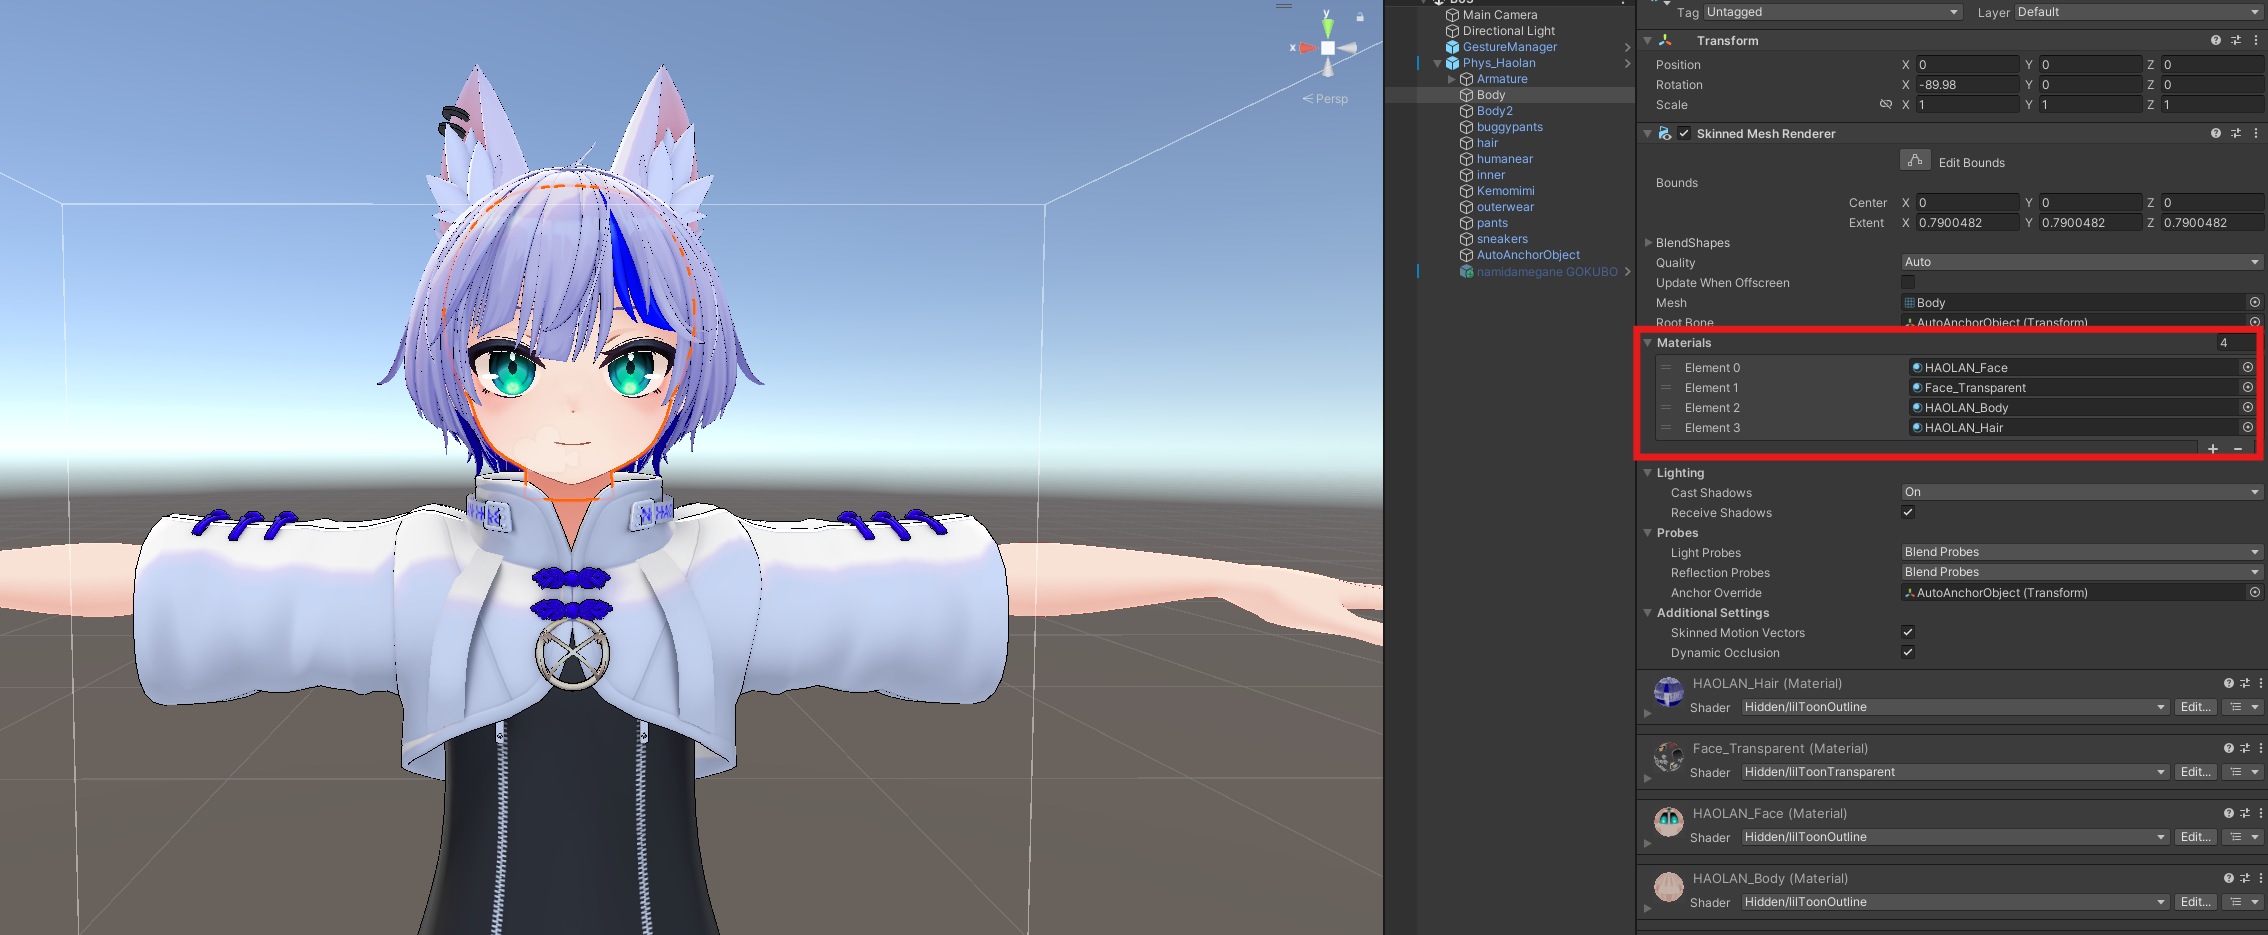 y
x
< Persp
Main Camera
Directional Light
GestureManager
Phys_Haolan
Armature
Body
Body2
buggypants
hair
humanear
inner
Kemomimi
outerwear
pants
sneakers
AutoAnchorObject
namidamegane GOKUBO
Tag Untagged Layer Default
Transform
Position X 0 Y 0 Z 0
Rotation X -89.98 Y 0 Z 0
Scale X 1 Y 1 Z 1
Skinned Mesh Renderer
Edit Bounds
Bounds
Center X 0 Y 0 Z 0
Extent X 0.7900482 Y 0.7900482 Z 0.7900482
BlendShapes
Quality Auto
Update When Offscreen
Mesh Body
Root Bone AutoAnchorObject (Transform)
Materials 4
Element 0 HAOLAN_Face
Element 1 Face_Transparent
Element 2 HAOLAN_Body
Element 3 HAOLAN_Hair
+ -
Lighting
Cast Shadows On
Receive Shadows
Probes
Light Probes Blend Probes
Reflection Probes Blend Probes
Anchor Override AutoAnchorObject (Transform)
Additional Settings
Skinned Motion Vectors
Dynamic Occlusion
HAOLAN_Hair (Material)
Shader Hidden/lilToonOutline Edit...
Face_Transparent (Material)
Shader Hidden/lilToonTransparent Edit...
HAOLAN_Face (Material)
Shader Hidden/lilToonOutline Edit...
HAOLAN_Body (Material)
Shader Hidden/lilToonOutline Edit...